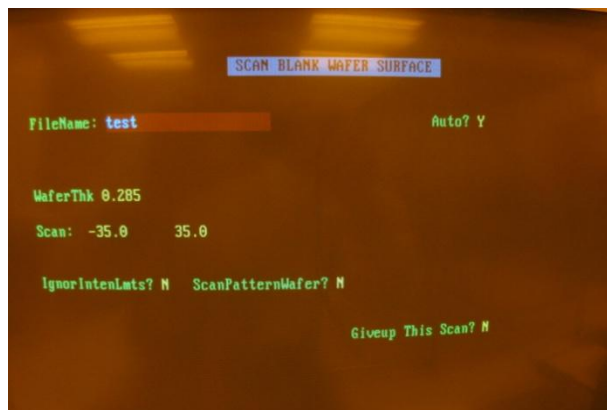 SCAN BLANK WAFER SURFACE
FileName: test Auto? Y
WaferThk 0.285
Scan: -35.0 35.0
IgnorIntenLmts? N ScanPatternWafer? N
Giveup This Scan? N